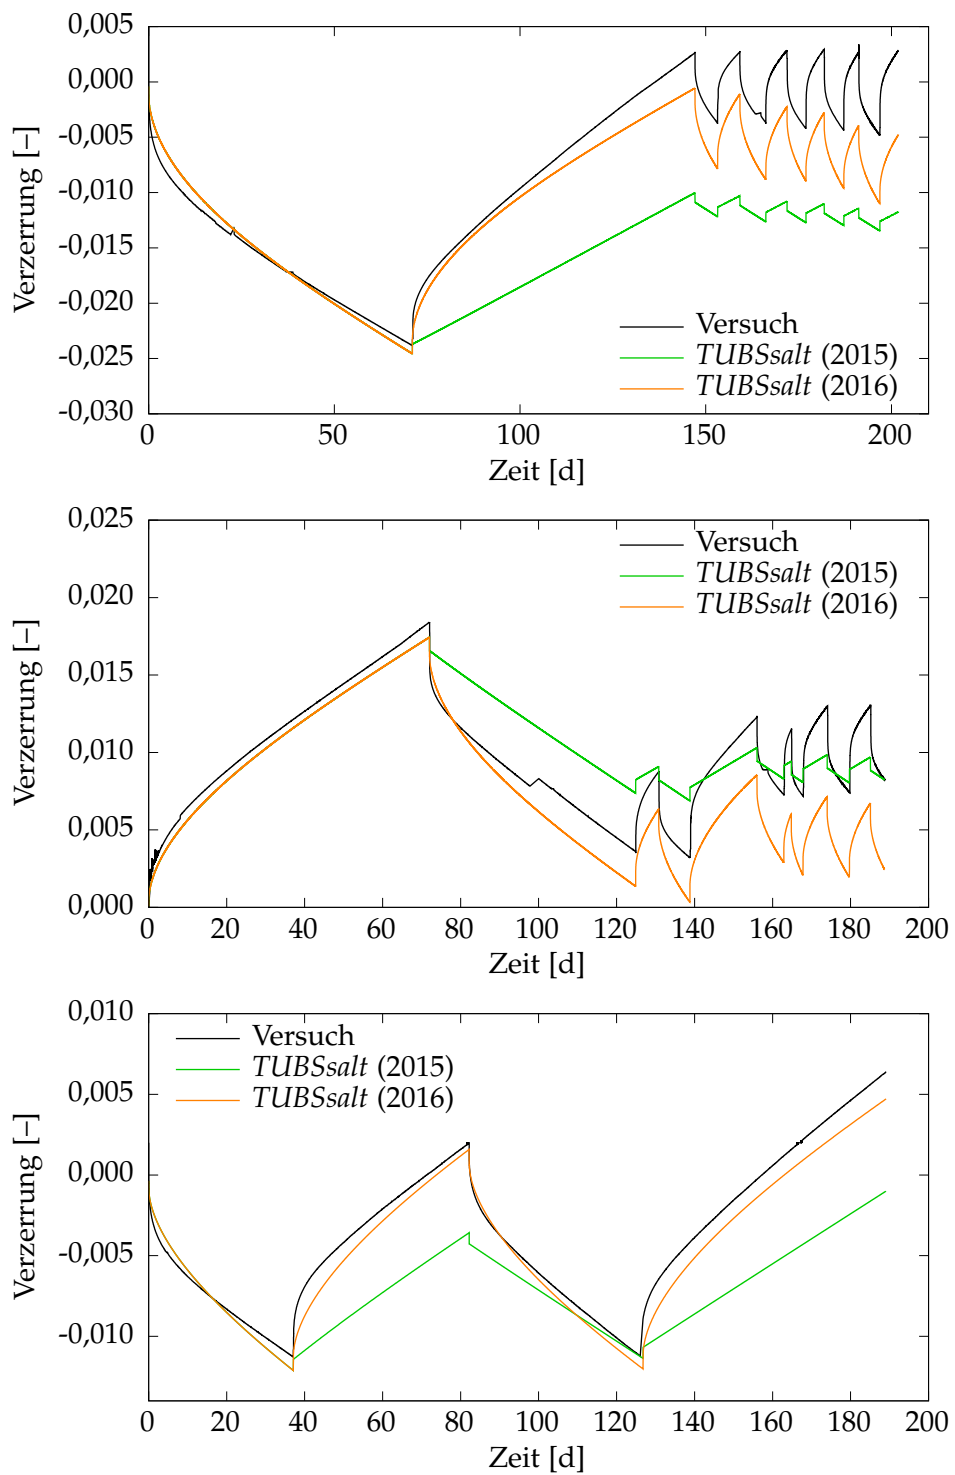 0,005
0,000
-0,005
-0,010
-0,015
-0,020
-0,025
-0,030
Verzerrung [–]
0 50 100 150 200
Zeit [d]
Versuch
TUBSsalt (2015)
TUBSsalt (2016)
0,025
0,020
0,015
0,010
0,005
0,000
Verzerrung [–]
0 20 40 60 80 100 120 140 160 180 200
Zeit [d]
Versuch
TUBSsalt (2015)
TUBSsalt (2016)
0,010
0,005
0,000
-0,005
-0,010
Verzerrung [–]
0 20 40 60 80 100 120 140 160 180 200
Zeit [d]
Versuch
TUBSsalt (2015)
TUBSsalt (2016)